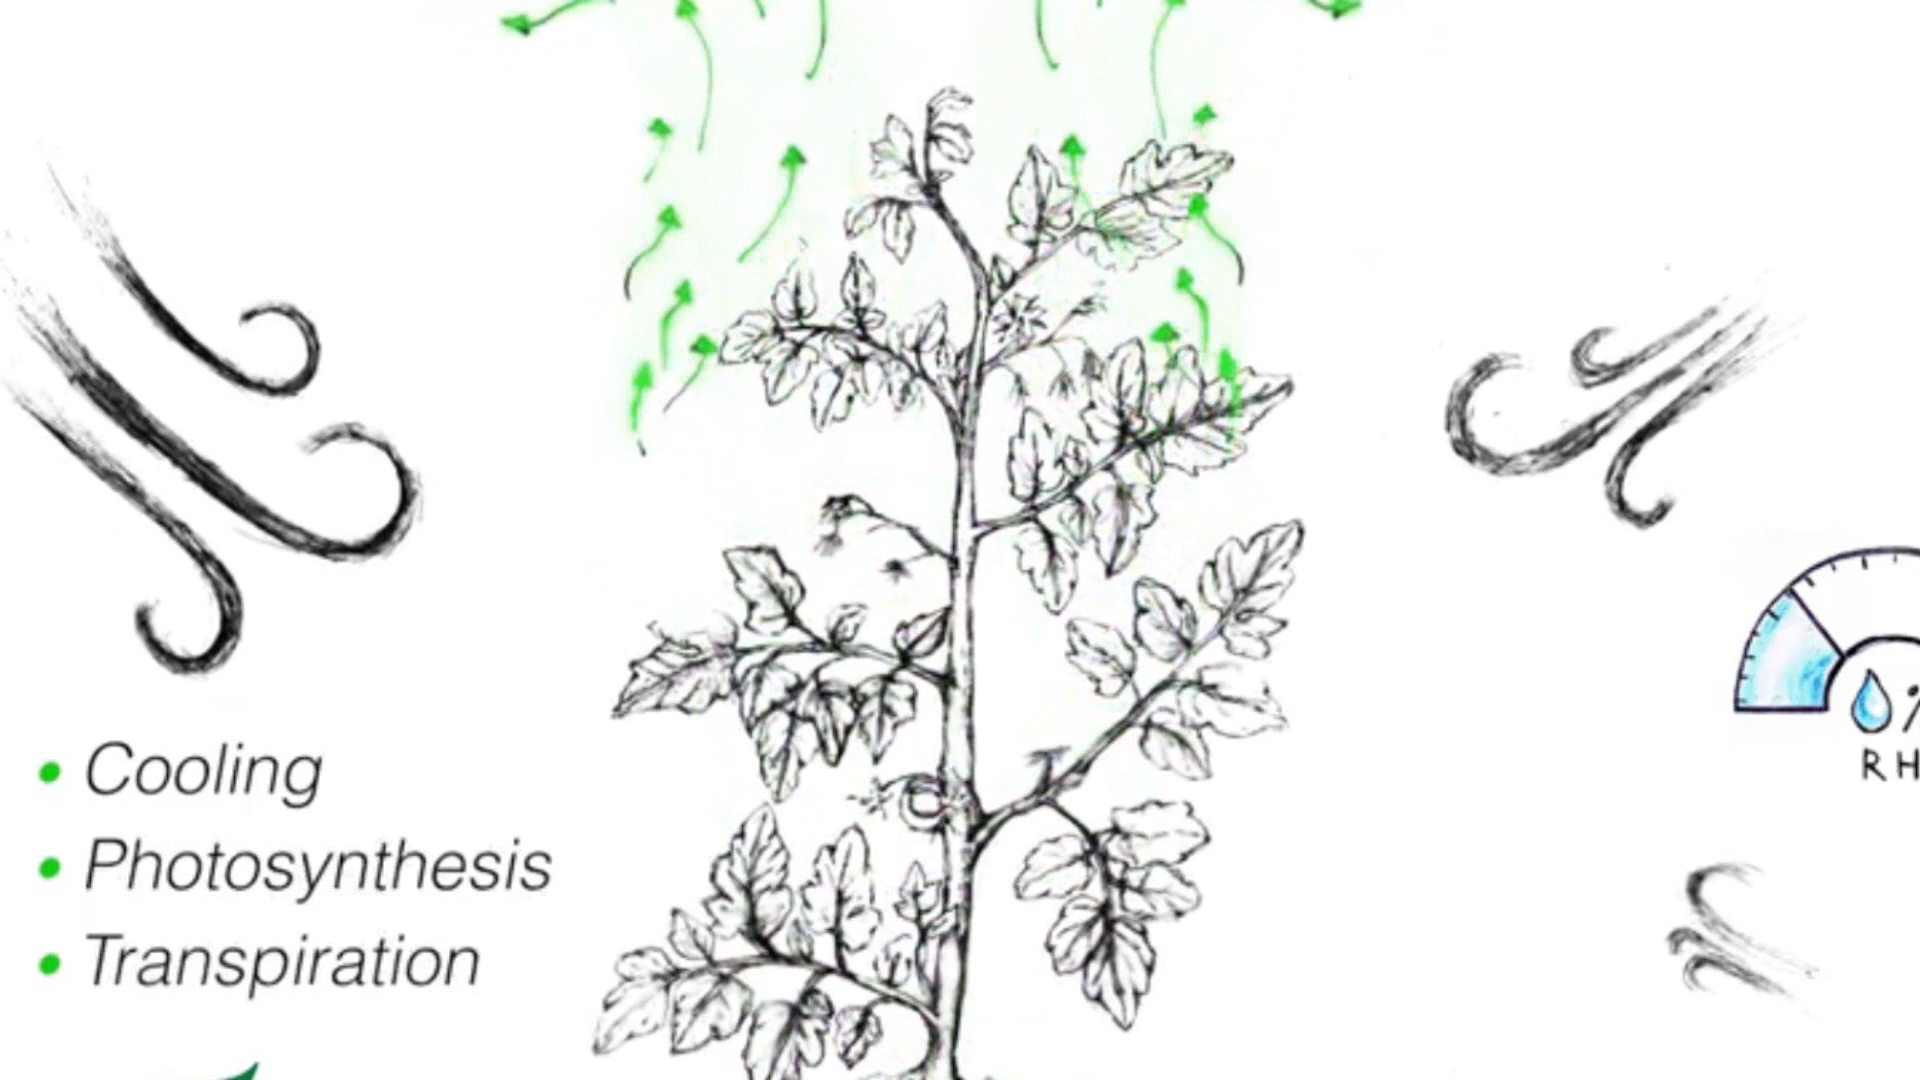 Cooling
Photosynthesis
Transpiration
%
RH